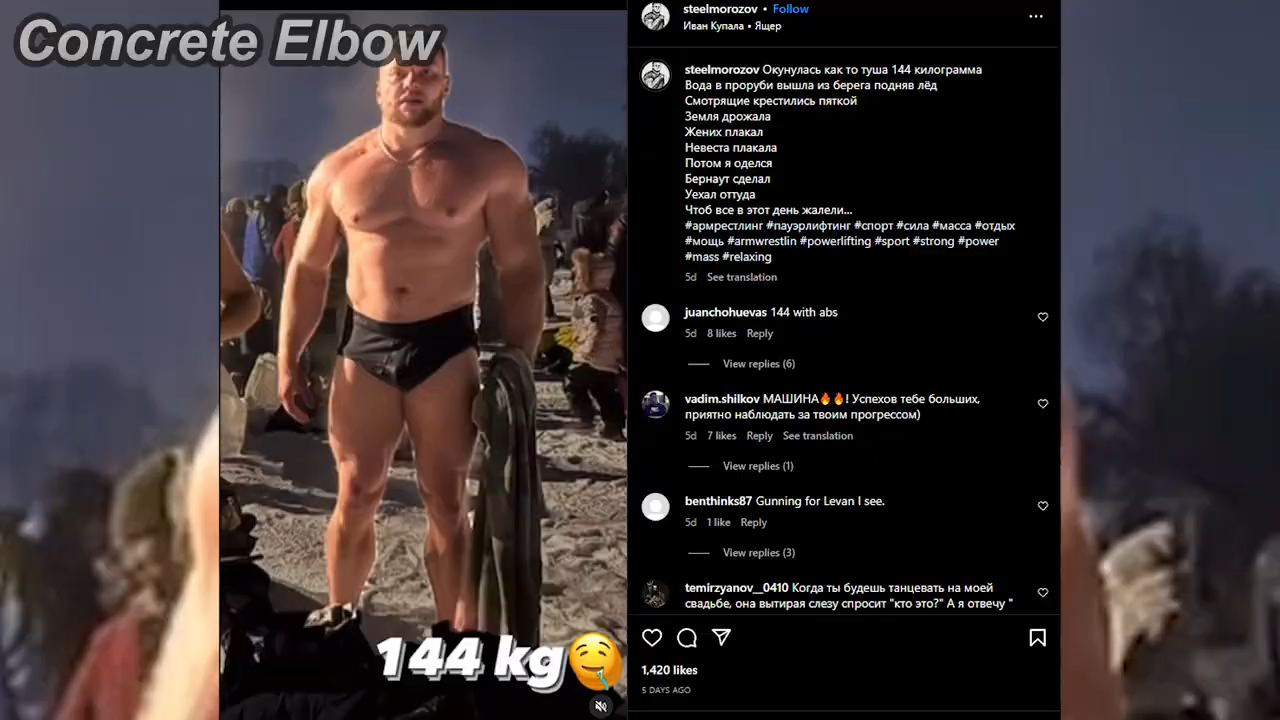 Concrete Elbow
144 kg
steelmorozov • Follow
Иван Купала • Ящер
steelmorozov Окунулась как то туша 144 килограмма
Вода в проруби вышла из берега подняв лёд
Смотрящие крестились пяткой
Земля дрожала
Жених плакал
Невеста плакала
Потом я оделся
Бернаут сделал
Уехал оттуда
Чтоб все в этот день жалели...
#армрестлинг #пауэрлифтинг #спорт #сила #масса #отдых
#мощь #armwrestlin #powerlifting #sport #strong #power
#mass #relaxing
5d See translation
juanchohuevas 144 with abs
5d 8 likes Reply
View replies (6)
vadim.shilkov МАШИНА🔥🔥! Успехов тебе больших,
приятно наблюдать за твоим прогрессом)
5d 7 likes Reply See translation
View replies (1)
benthinks87 Gunning for Levan I see.
5d 1 like Reply
View replies (3)
temirzyanov__0410 Когда ты будешь танцевать на моей
свадьбе, она вытирая слезу спросит "кто это?" А я отвечу "
1,420 likes
5 DAYS AGO